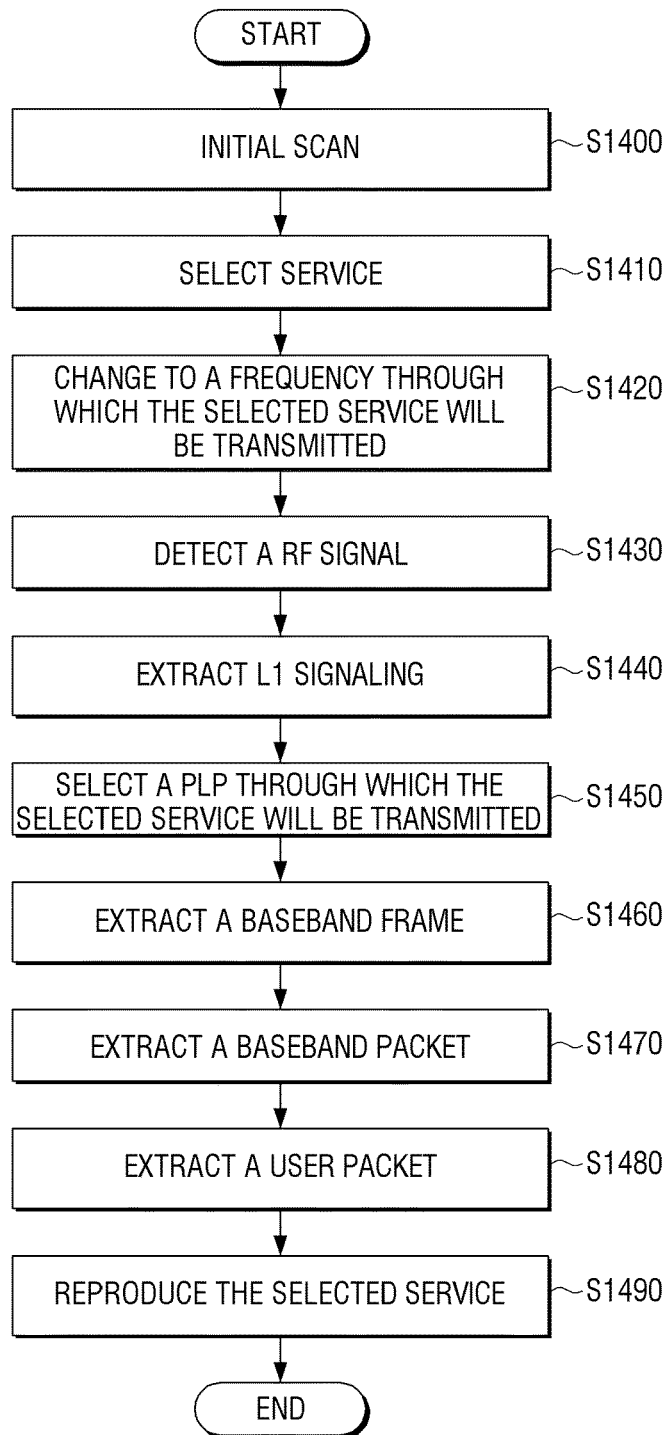 START
INITIAL SCAN
S1400
SELECT SERVICE
S1410
CHANGE TO A FREQUENCY THROUGH
WHICH THE SELECTED SERVICE WILL
BE TRANSMITTED
S1420
DETECT A RF SIGNAL
S1430
EXTRACT L1 SIGNALING
S1440
SELECT A PLP THROUGH WHICH THE
SELECTED SERVICE WILL BE TRANSMITTED
S1450
EXTRACT A BASEBAND FRAME
S1460
EXTRACT A BASEBAND PACKET
S1470
EXTRACT A USER PACKET
S1480
REPRODUCE THE SELECTED SERVICE
S1490
END